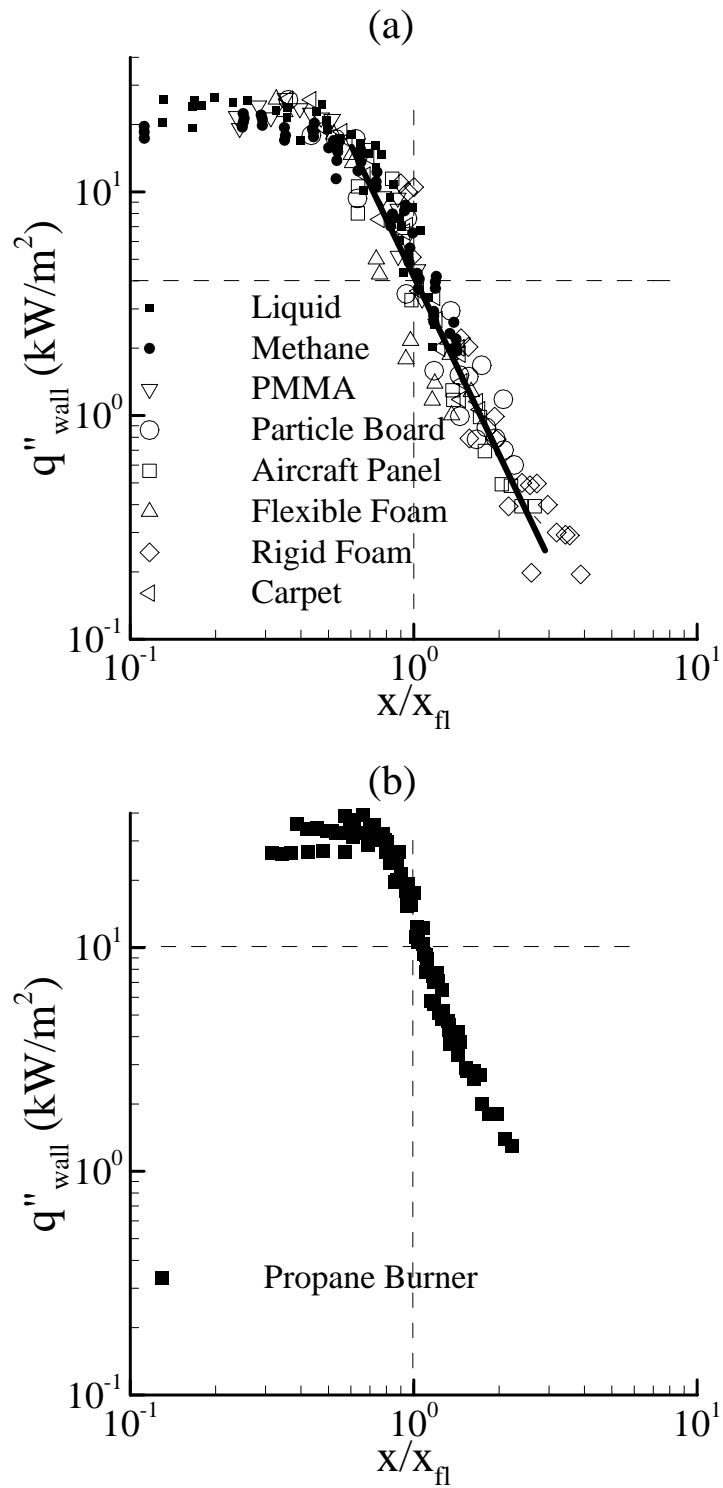 (a)
q"wall (kW/m²)
10¹
10⁰
10⁻¹
Liquid
Methane
PMMA
Particle Board
Aircraft Panel
Flexible Foam
Rigid Foam
Carpet
10⁻¹ 10⁰ 10¹
x/xfl
(b)
q"wall (kW/m²)
10¹
10⁰
10⁻¹
Propane Burner
10⁻¹ 10⁰ 10¹
x/xfl